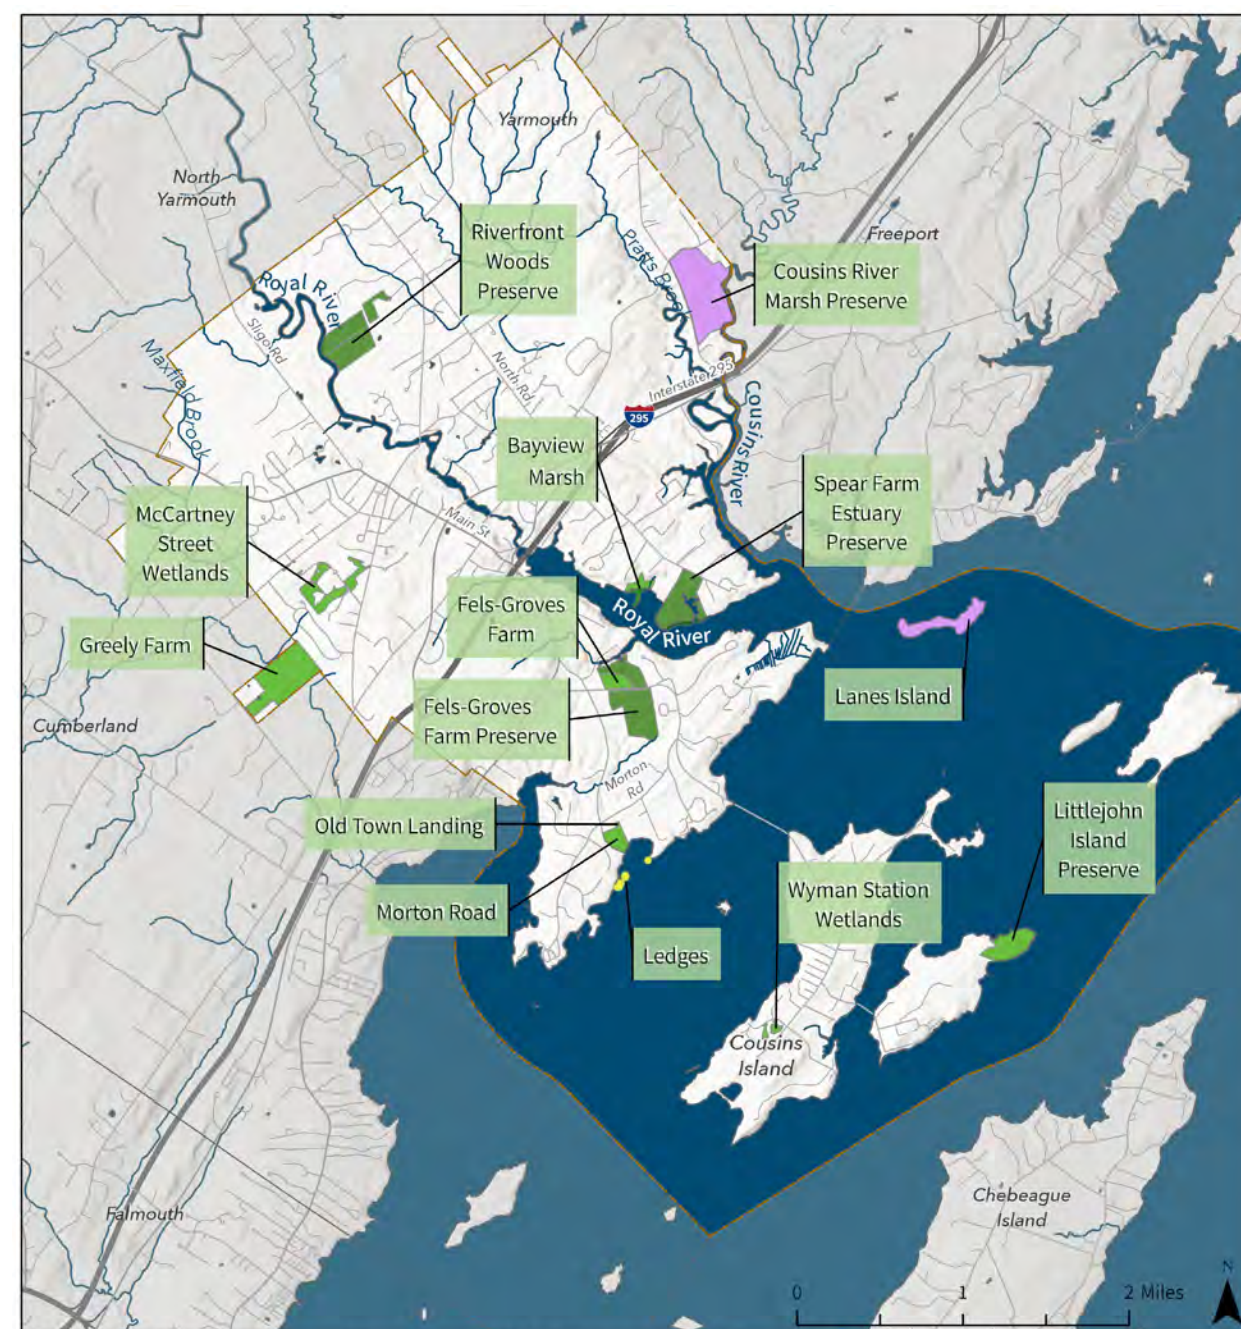 Yarmouth
North
Yarmouth
Riverfront
Woods
Preserve
Pratts Brook
Freeport
Cousins River
Marsh Preserve
Royal River
Sligo Rd
Maxfield Brook
North Rd
Interstate 295
295
Cousins River
Bayview
Marsh
Spear Farm
Estuary
Preserve
McCartney
Street
Wetlands
Main St
Fels-Groves
Farm
Royal River
Greely Farm
Lanes Island
Cumberland
Fels-Groves
Farm Preserve
Morton
Rd
Old Town Landing
Littlejohn
Island
Preserve
Wyman Station
Wetlands
Morton Road
Ledges
Cousins
Island
Chebeague
Island
Falmouth
N
0 1 2 Miles